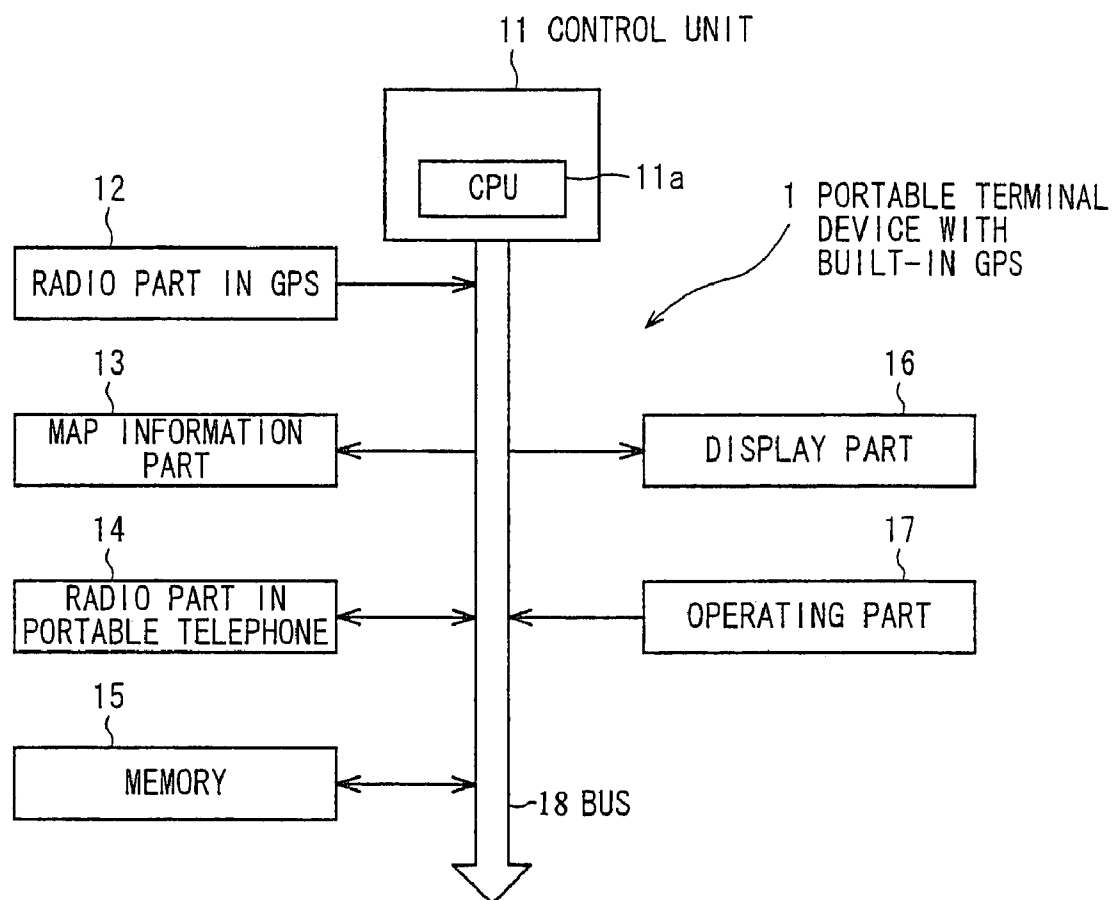 11 CONTROL UNIT
CPU
11a
12
RADIO PART IN GPS
1 PORTABLE TERMINAL
DEVICE WITH
BUILT-IN GPS
13
MAP INFORMATION
PART
16
DISPLAY PART
14
RADIO PART IN
PORTABLE TELEPHONE
17
OPERATING PART
15
MEMORY
18 BUS